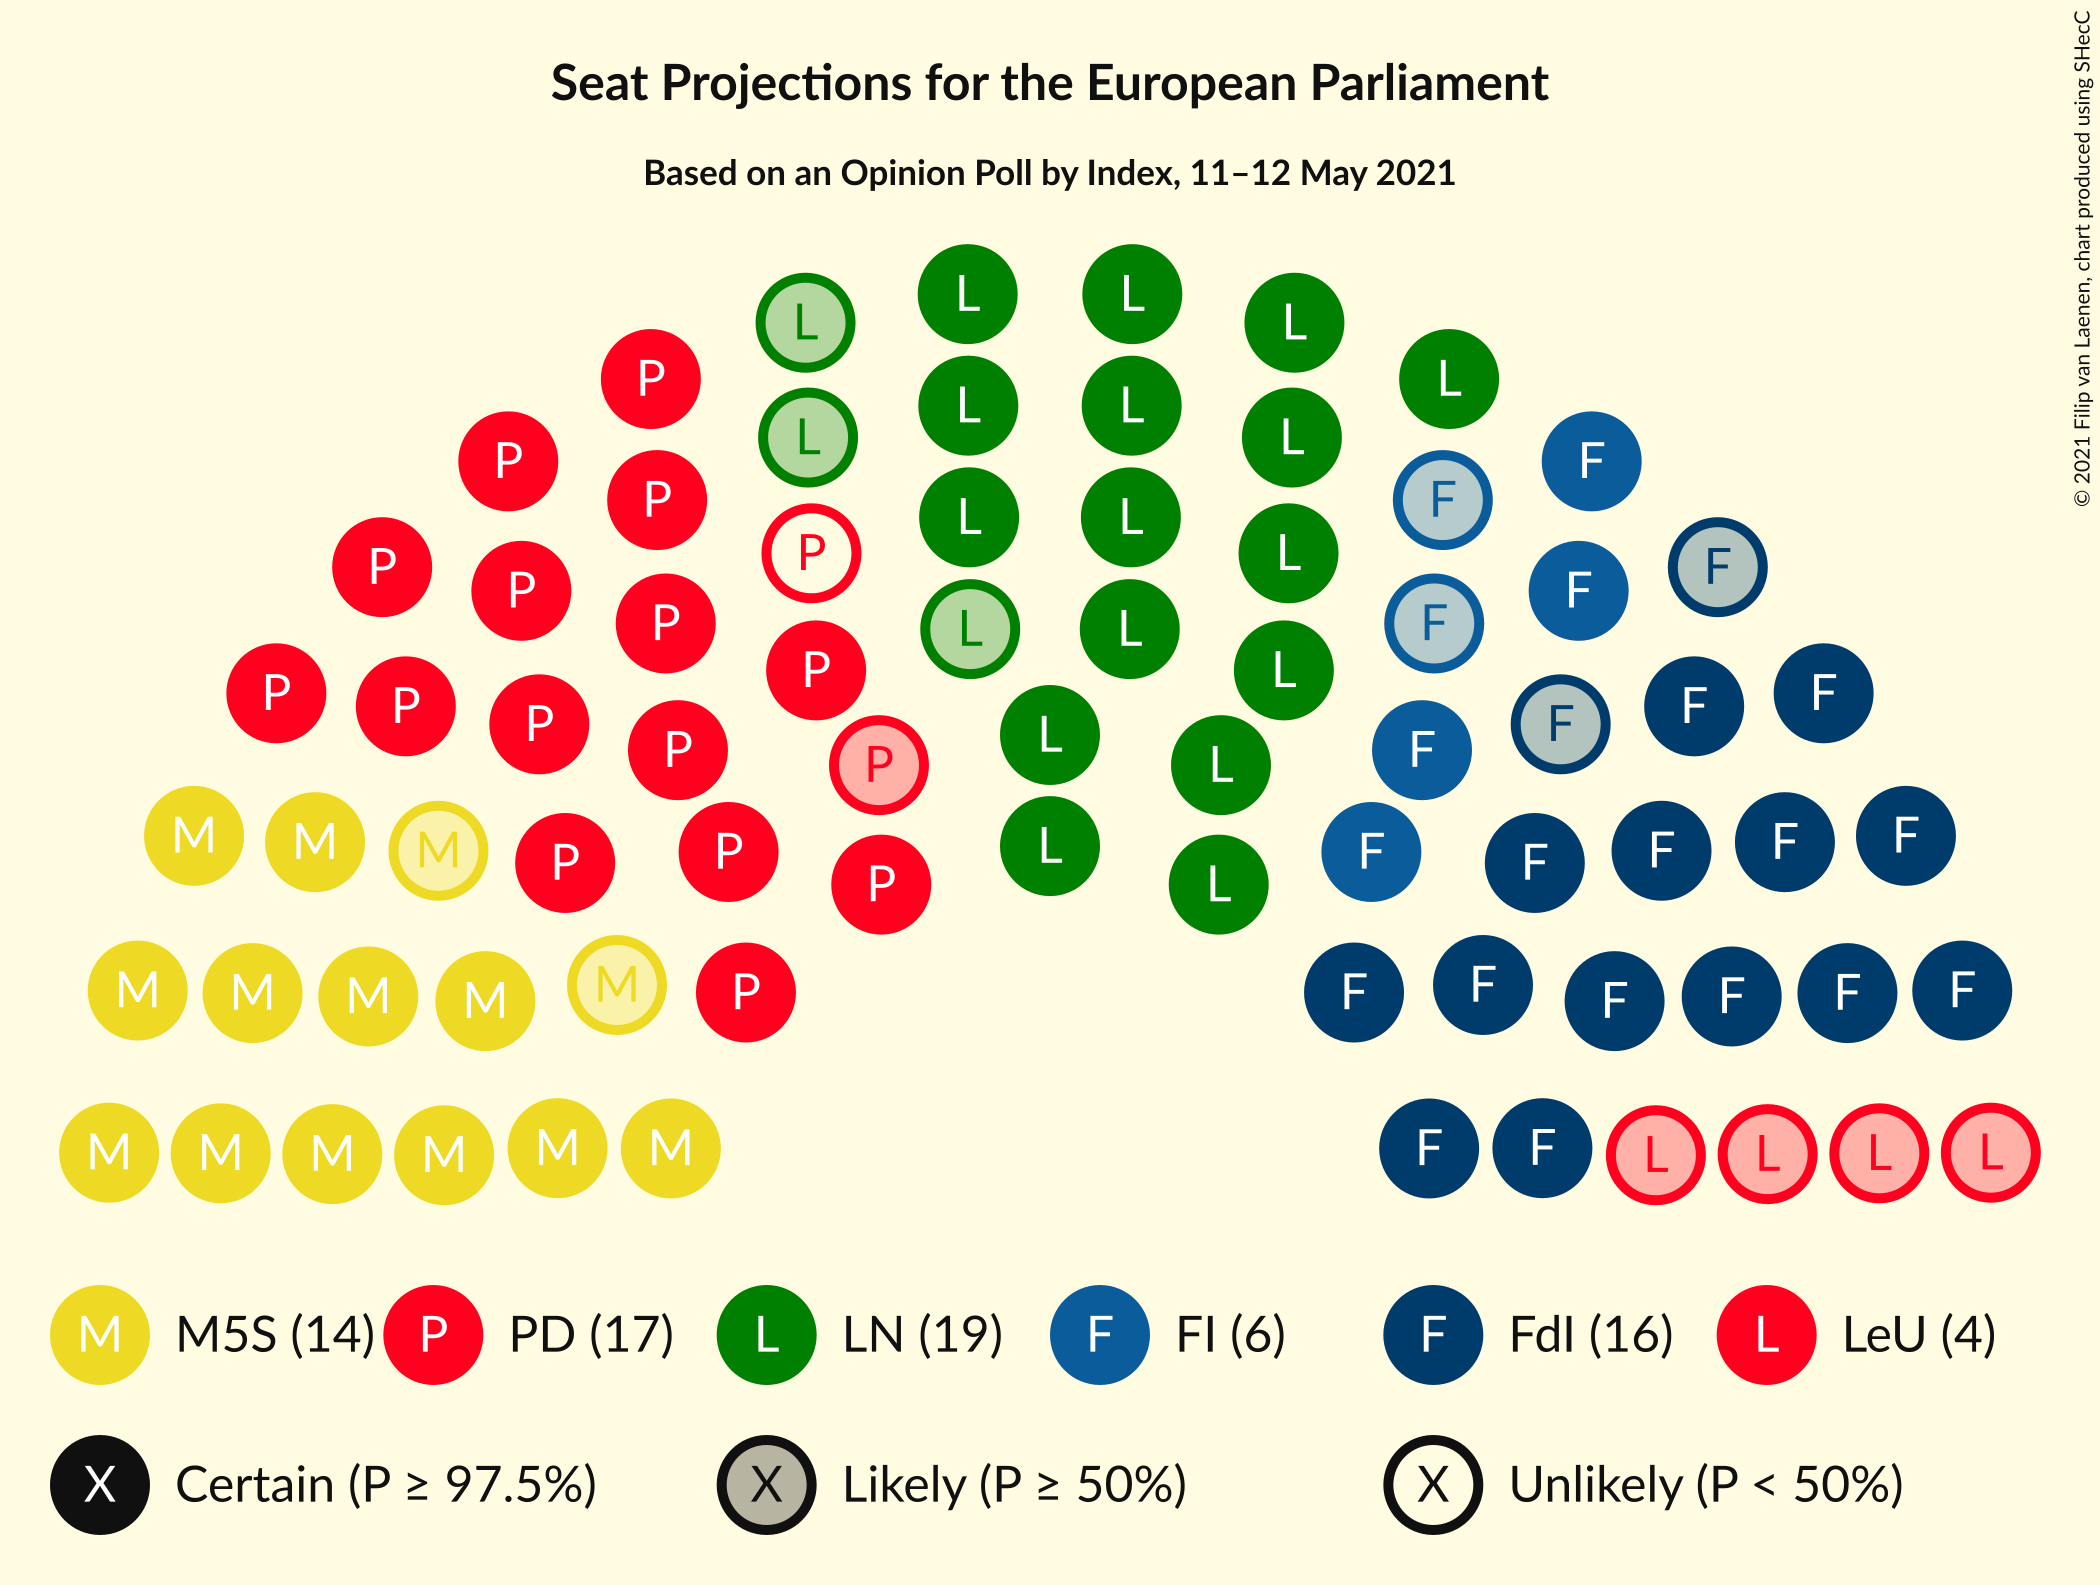 Seat Projections for the European Parliament
Based on an Opinion Poll by Index, 11–12 May 2021
© 2021 Filip van Laenen, chart produced using SHecC
L L
L L
P L L L
L L
P P L L F F
P L L
P P P L F F
P L L F
P P L
P P P P L F F F F
P L L F
M M M P P L F F F F F
P L
M M M M M P F F F F F F
M M M M M M F F L L L L
M M5S (14) P PD (17) L LN (19) F FI (6) F FdI (16) L LeU (4)
X Certain (P ≥ 97.5%) X Likely (P ≥ 50%) X Unlikely (P < 50%)